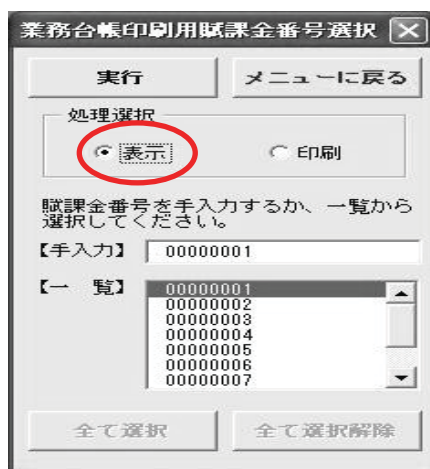 業務台帳印刷用賦課金番号選択
実行 メニューに戻る
処理選択
表示 印刷
賦課金番号を手入力するか、一覧から
選択してください。
【手入力】 00000001
【一 覧】 00000001
00000002
00000003
00000004
00000005
00000006
00000007
全て選択 全て選択解除